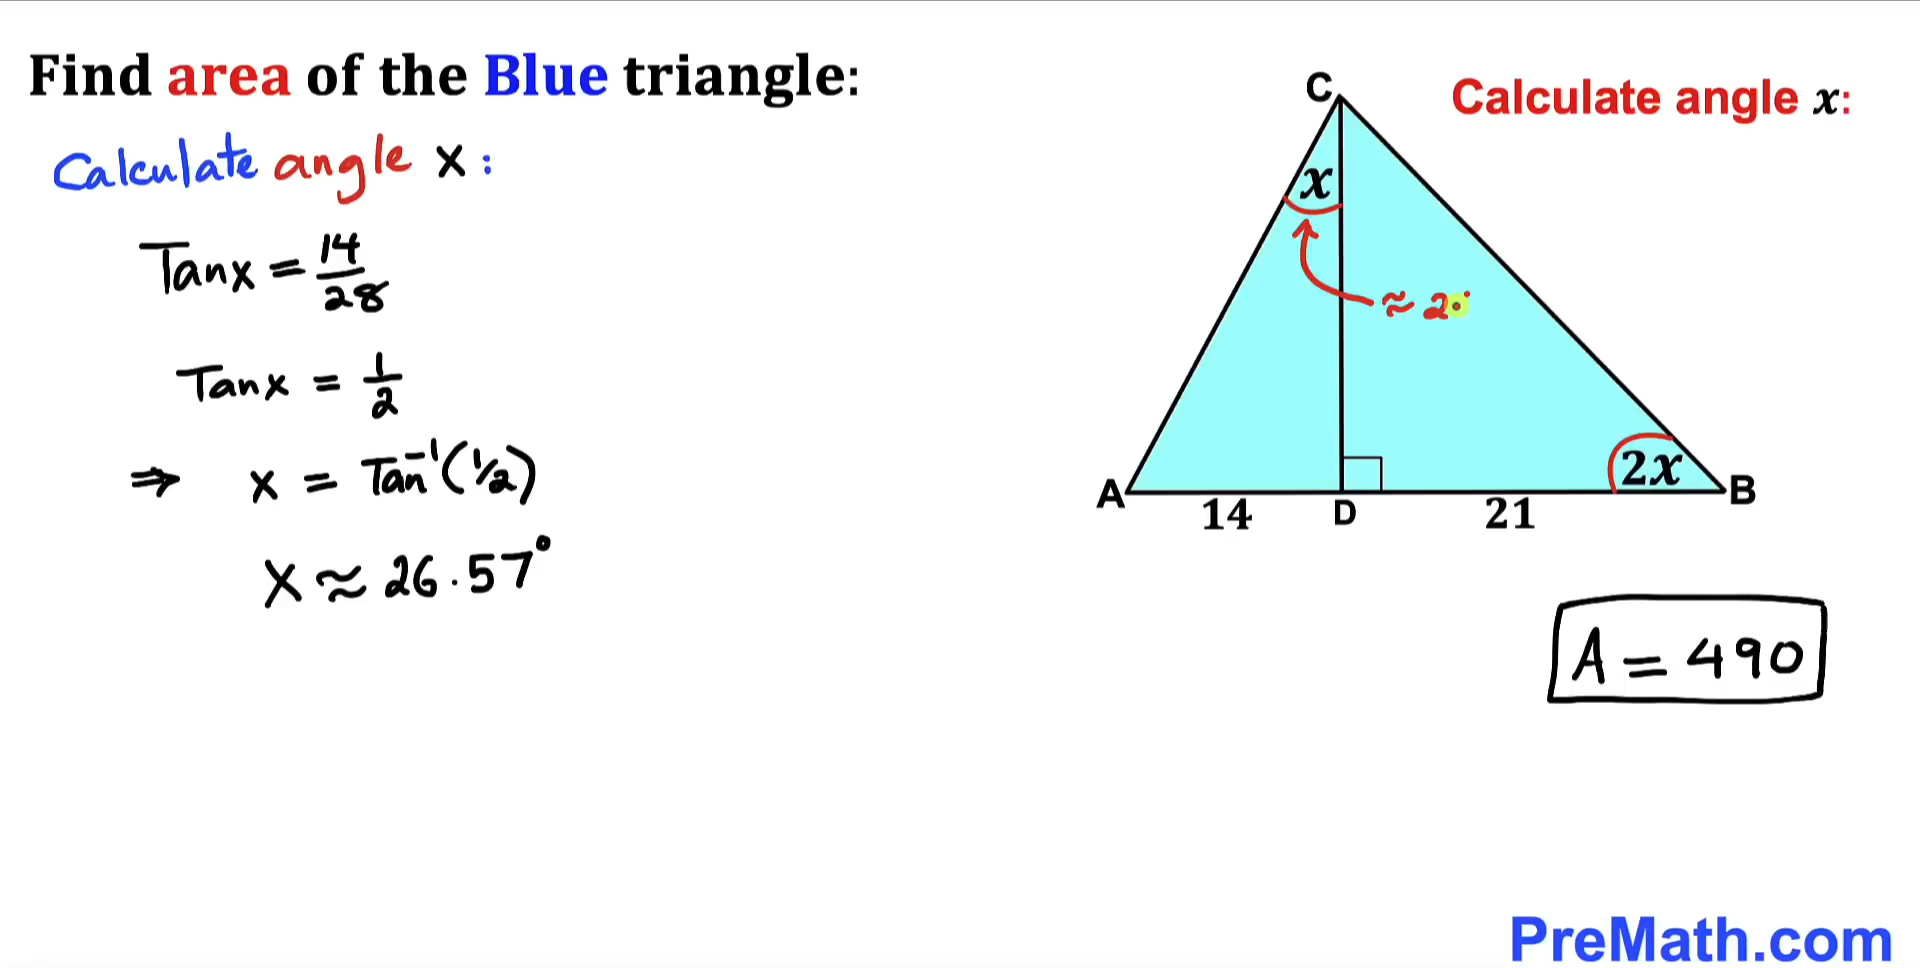 Find area of the Blue triangle:
Calculate angle x:
Tanx = 14/28
Tanx = 1/2
⇒ x = Tan⁻¹(1/2)
x ≈ 26.57°
Calculate angle x:
C
x
≈ 2
2x
A
B
14
D
21
A = 490
PreMath.com